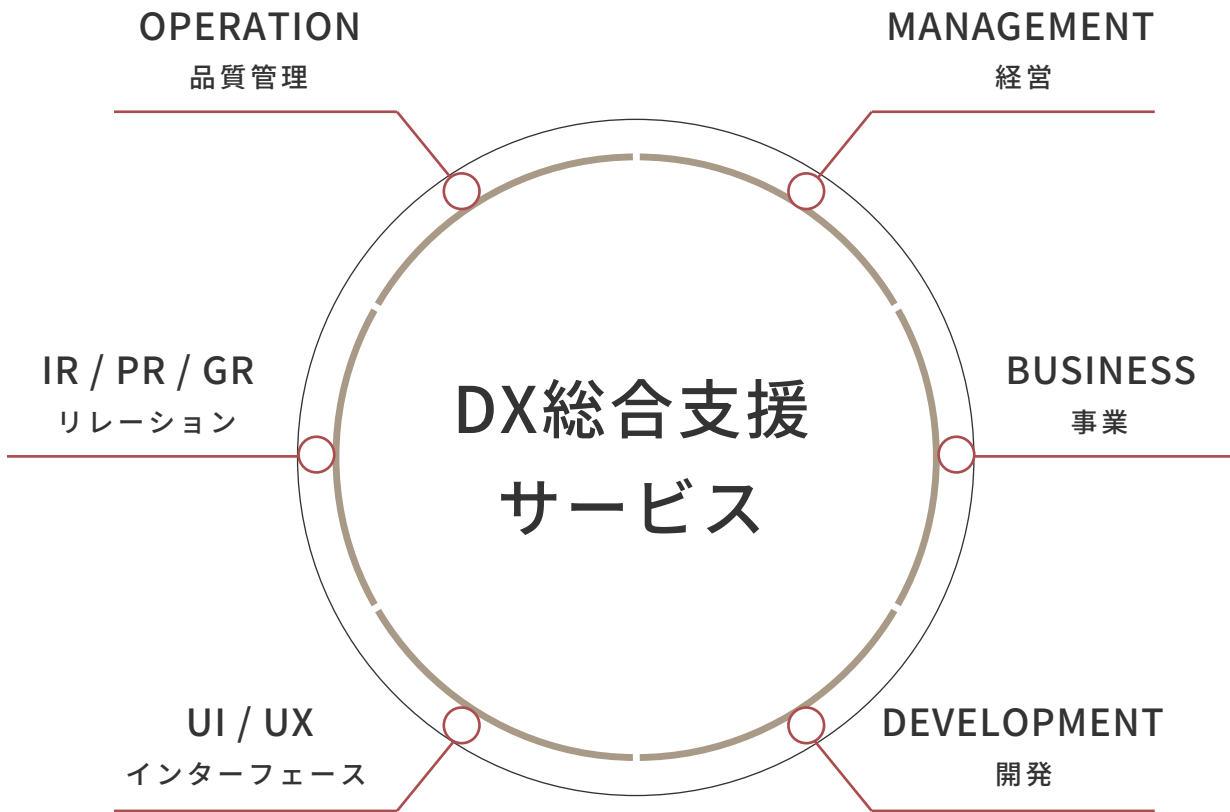 OPERATION
品質管理
MANAGEMENT
経営
IR / PR / GR
リレーション
DX総合支援
サービス
BUSINESS
事業
UI / UX
インターフェース
DEVELOPMENT
開発